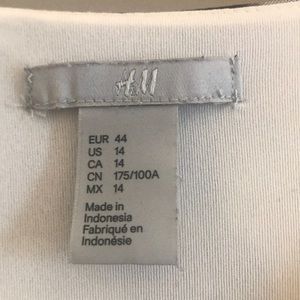 H&M
EUR 44
US 14
CA 14
CN 175/100A
MX 14
Made in
Indonesia
Fabriqué en
Indonésie